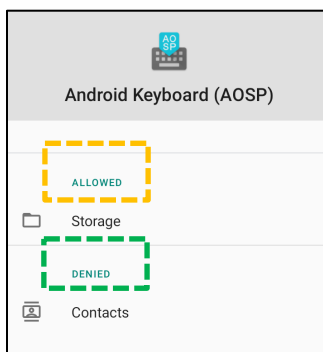 AO
SP
Android Keyboard (AOSP)
ALLOWED
Storage
DENIED
Contacts